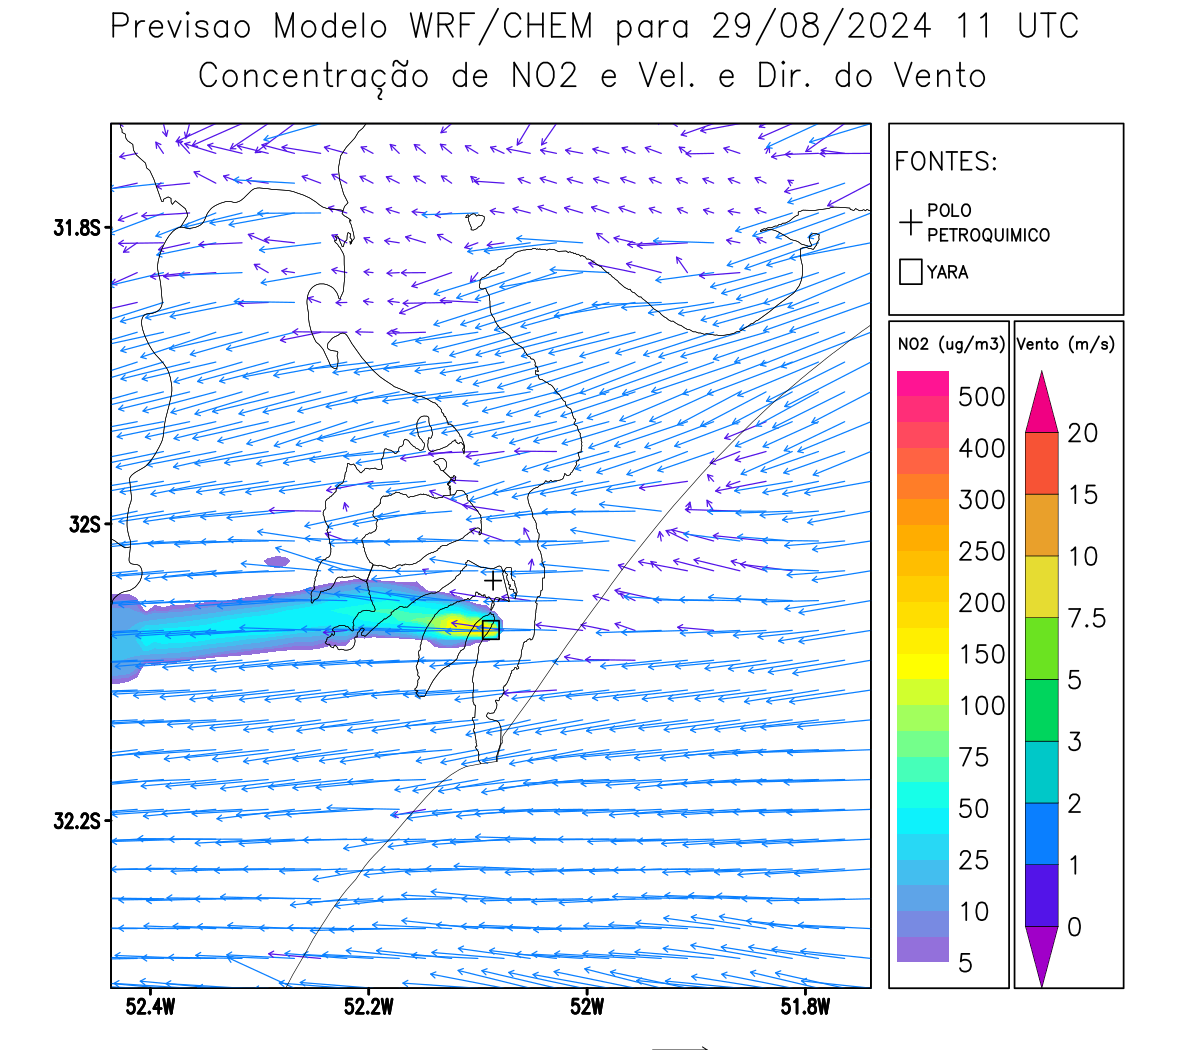 Previsao Modelo WRF/CHEM para 29/08/2024 11 UTC
Concentração de NO2 e Vel. e Dir. do Vento
FONTES:
POLO
PETROQUIMICO
YARA
NO2 (ug/m3)
500
400
300
250
200
150
100
75
50
25
10
5
Vento (m/s)
20
15
10
7.5
5
3
2
1
0
31.8S
32S
32.2S
52.4W 52.2W 52W 51.8W